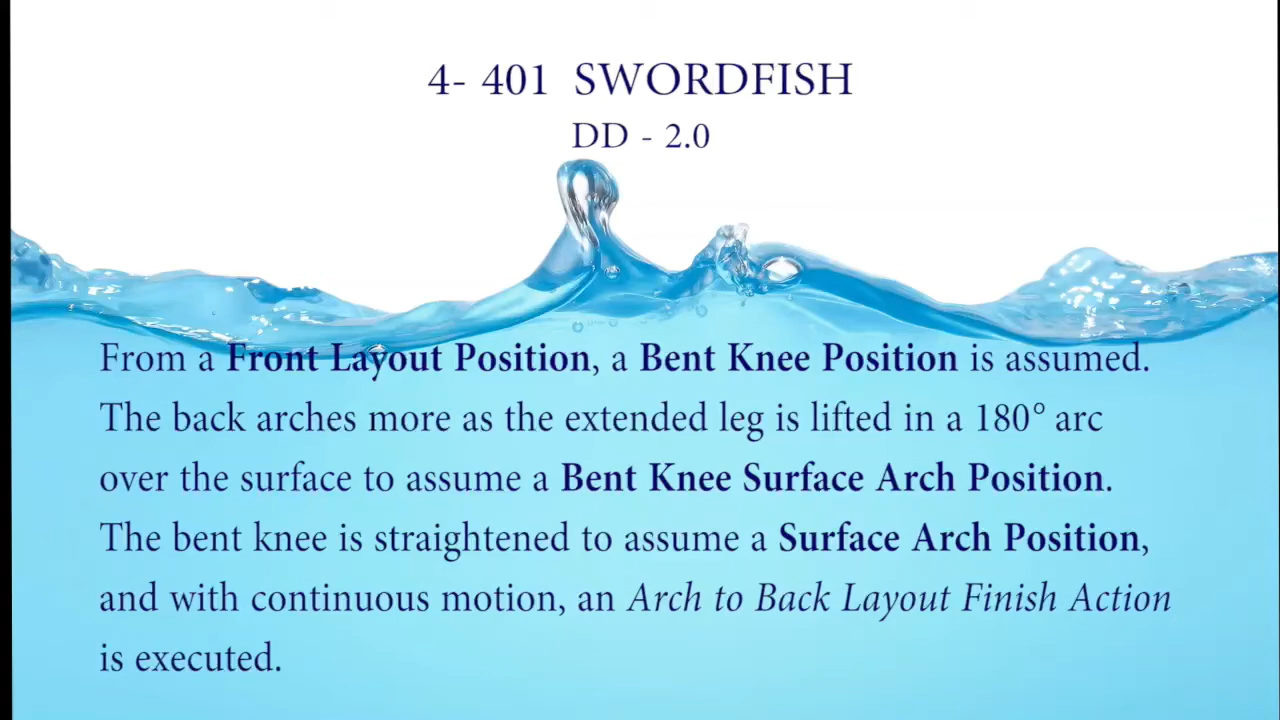 4- 401 SWORDFISH
DD - 2.0
From a Front Layout Position, a Bent Knee Position is assumed.
The back arches more as the extended leg is lifted in a 180° arc
over the surface to assume a Bent Knee Surface Arch Position.
The bent knee is straightened to assume a Surface Arch Position,
and with continuous motion, an Arch to Back Layout Finish Action
is executed.